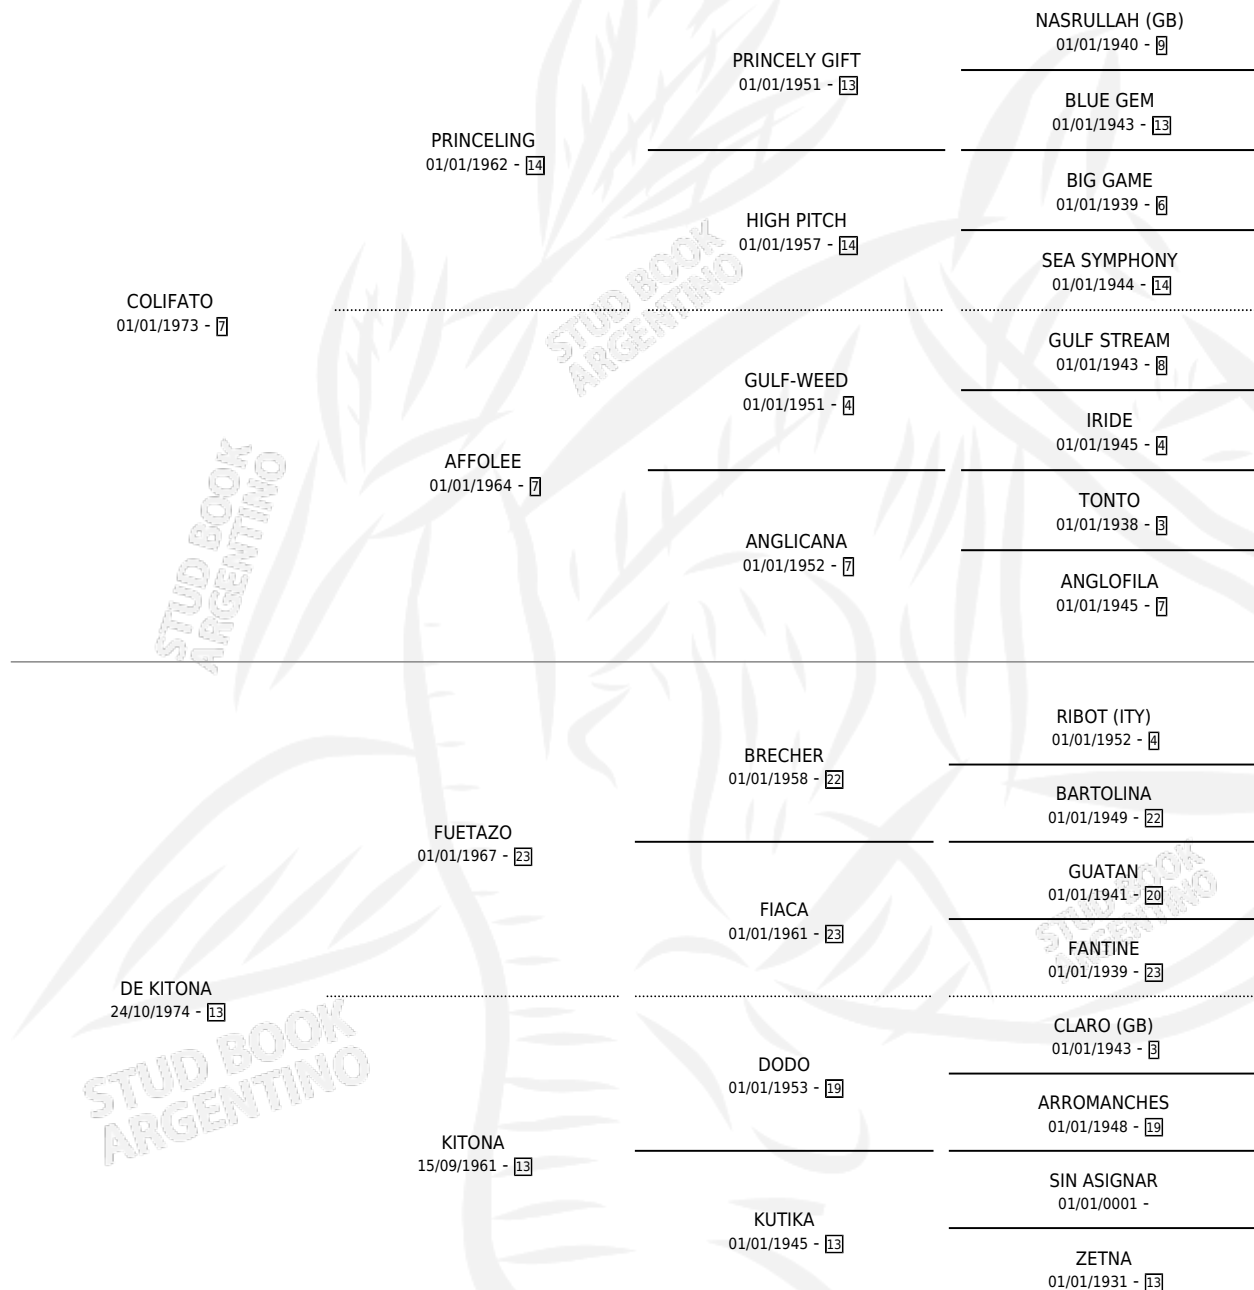 NASRULLAH (GB)
01/01/1940 - 9
PRINCELY GIFT
01/01/1951 - 13
BLUE GEM
01/01/1943 - 13
PRINCELING
01/01/1962 - 14
BIG GAME
01/01/1939 - 6
HIGH PITCH
01/01/1957 - 14
SEA SYMPHONY
01/01/1944 - 14
COLIFATO
01/01/1973 - 7
GULF STREAM
01/01/1943 - 8
GULF-WEED
01/01/1951 - 4
IRIDE
01/01/1945 - 4
AFFOLEE
01/01/1964 - 7
TONTO
01/01/1938 - 3
ANGLICANA
01/01/1952 - 7
ANGLOFILA
01/01/1945 - 7
RIBOT (ITY)
01/01/1952 - 4
BRECHER
01/01/1958 - 22
BARTOLINA
01/01/1949 - 22
FUETAZO
01/01/1967 - 23
GUATAN
01/01/1941 - 20
FIACA
01/01/1961 - 23
FANTINE
01/01/1939 - 23
DE KITONA
24/10/1974 - 13
CLARO (GB)
01/01/1943 - 3
DODO
01/01/1953 - 19
ARROMANCHES
01/01/1948 - 19
KITONA
15/09/1961 - 13
SIN ASIGNAR
01/01/0001 -
KUTIKA
01/01/1945 - 13
ZETNA
01/01/1931 - 13
STUD BOOK
ARGENTINO
STUD BOOK
ARGENTINO
STUD BOOK
ARGENTINO
STUD BOOK
ARGENTINO